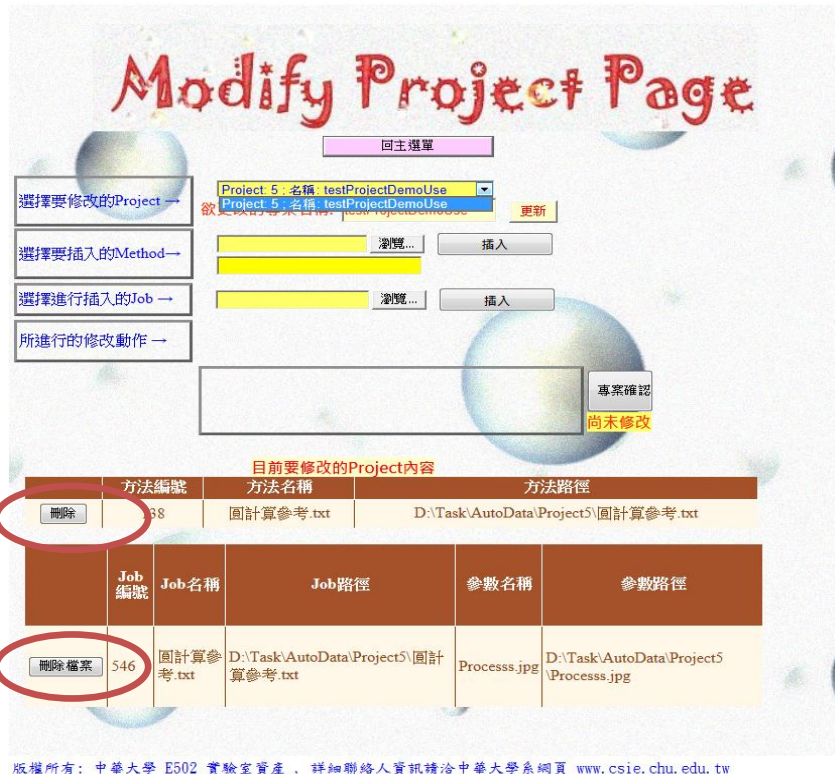 Modify Project Page
回主選單
選擇要修改的Project →
Project: 5 ; 名稱: testProjectDemoUse
Project: 5 ; 名稱: testProjectDemoUse
欲更改的專案名稱: testProjectDemoUse 更新
選擇要插入的Method→
瀏覽... 插入
選擇進行插入的Job →
瀏覽... 插入
所進行的修改動作 →
專案確認
尚未修改
目前要修改的Project內容
方法編號 方法名稱 方法路徑
刪除 38 圓計算參考.txt D:\Task\AutoData\Project5\圓計算參考.txt
Job編號 Job名稱 Job路徑 參數名稱 參數路徑
刪除檔案 546 圓計算參考.txt D:\Task\AutoData\Project5\圓計算參考.txt Processs.jpg D:\Task\AutoData\Project5\Processs.jpg
版權所有: 中華大學 E502 實驗室資產 , 詳細聯絡人資訊請洽中華大學系網頁 www.csie.chu.edu.tw